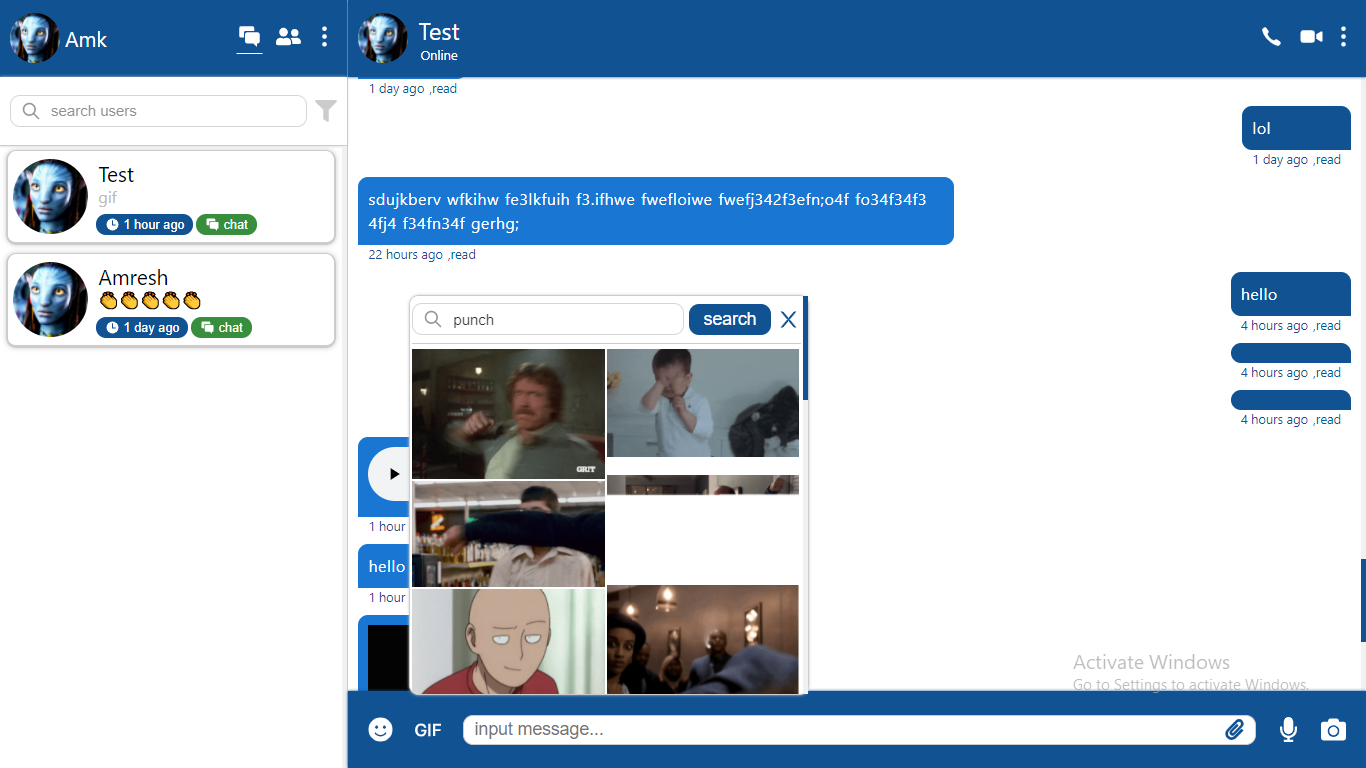 Amk
search users
Test
gif
1 hour ago
chat
Amresh
1 day ago
chat
Test
Online
1 day ago ,read
lol
1 day ago ,read
sdujkberv wfkihw fe3lkfuih f3.ifhwe fwefloiwe fwefj342f3efn;o4f fo34f34f3
4fj4 f34fn34f gerhg;
22 hours ago ,read
hello
4 hours ago ,read
4 hours ago ,read
4 hours ago ,read
punch
search
X
GRIT
1 hour
hello
1 hour
Activate Windows
Go to Settings to activate Windows.
GIF
input message...